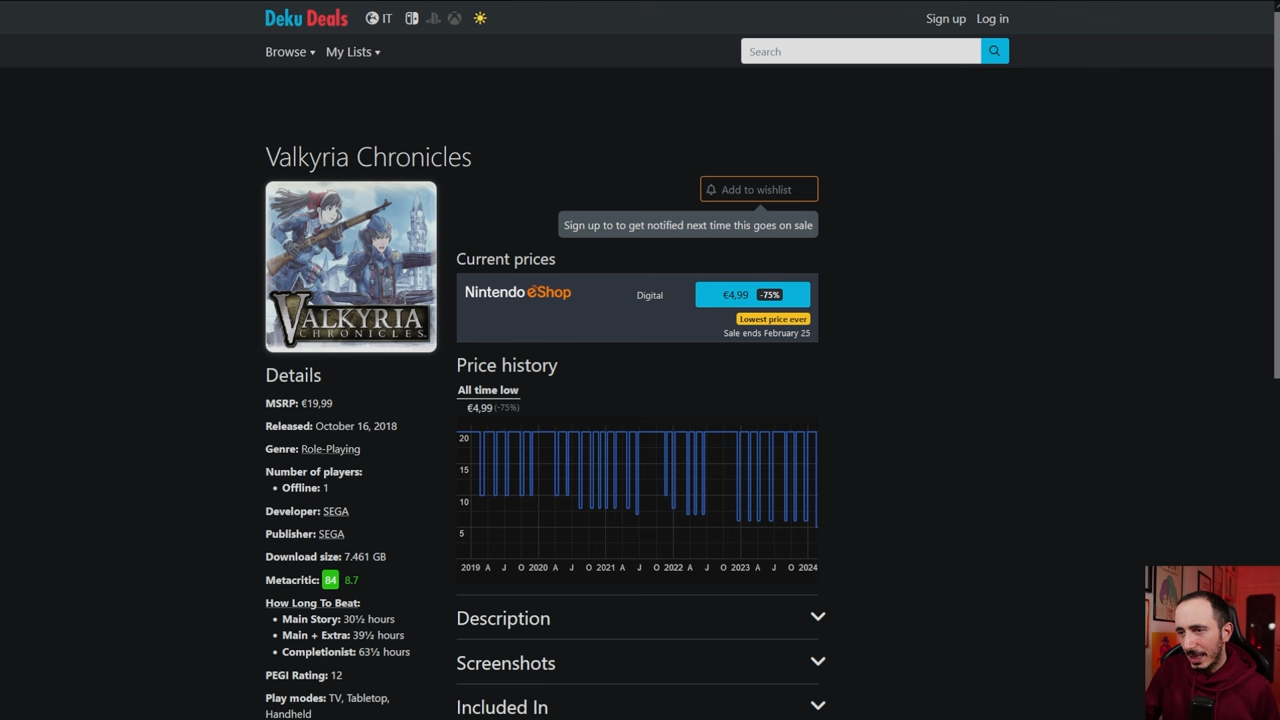 Deku Deals IT Sign up Log in
Browse My Lists Search
Valkyria Chronicles
Add to wishlist
Sign up to to get notified next time this goes on sale
VALKYRIA
CHRONICLES
Current prices
Nintendo eShop Digital €4,99 -75%
Lowest price ever
Sale ends February 25
Price history
All time low
€4,99 (-75%)
20
15
10
5
2019 A J O 2020 A J O 2021 A J O 2022 A J O 2023 A J O 2024
Details
MSRP: €19,99
Released: October 16, 2018
Genre: Role-Playing
Number of players:
• Offline: 1
Developer: SEGA
Publisher: SEGA
Download size: 7.461 GB
Metacritic: 84 8.7
How Long To Beat:
• Main Story: 30½ hours
• Main + Extra: 39½ hours
• Completionist: 63½ hours
PEGI Rating: 12
Play modes: TV, Tabletop,
Handheld
Description
Screenshots
Included In